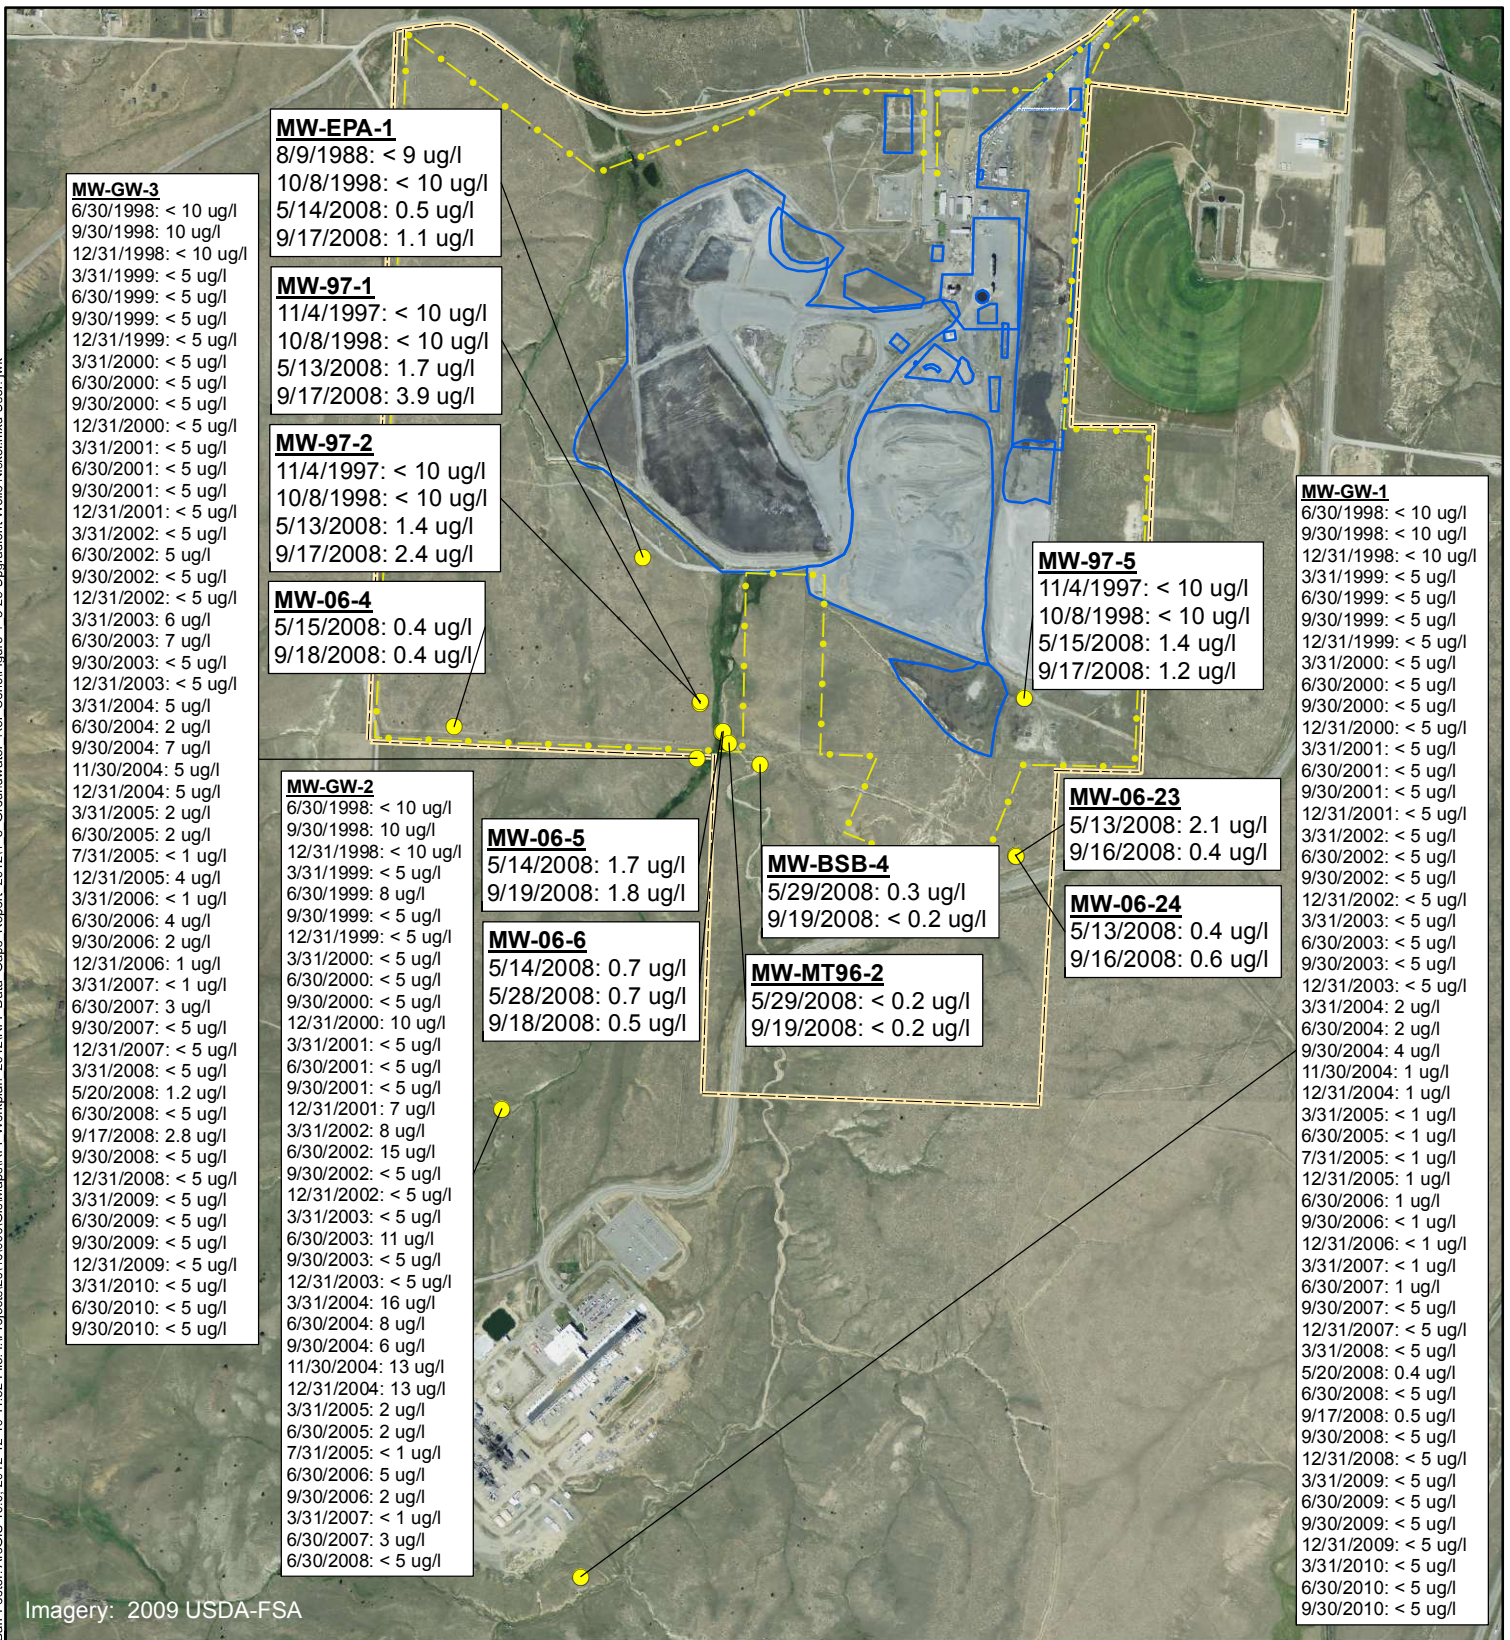 MW-EPA-1
8/9/1988: < 9 ug/l
10/8/1998: < 10 ug/l
5/14/2008: 0.5 ug/l
9/17/2008: 1.1 ug/l
MW-97-1
11/4/1997: < 10 ug/l
10/8/1998: < 10 ug/l
5/13/2008: 1.7 ug/l
9/17/2008: 3.9 ug/l
MW-97-2
11/4/1997: < 10 ug/l
10/8/1998: < 10 ug/l
5/13/2008: 1.4 ug/l
9/17/2008: 2.4 ug/l
MW-06-4
5/15/2008: 0.4 ug/l
9/18/2008: 0.4 ug/l
MW-GW-3
6/30/1998: < 10 ug/l
9/30/1998: 10 ug/l
12/31/1998: < 10 ug/l
3/31/1999: < 5 ug/l
6/30/1999: < 5 ug/l
9/30/1999: < 5 ug/l
12/31/1999: < 5 ug/l
3/31/2000: < 5 ug/l
6/30/2000: < 5 ug/l
9/30/2000: < 5 ug/l
12/31/2000: < 5 ug/l
3/31/2001: < 5 ug/l
6/30/2001: < 5 ug/l
9/30/2001: < 5 ug/l
12/31/2001: < 5 ug/l
3/31/2002: < 5 ug/l
6/30/2002: 5 ug/l
9/30/2002: < 5 ug/l
12/31/2002: < 5 ug/l
3/31/2003: 6 ug/l
6/30/2003: 7 ug/l
9/30/2003: < 5 ug/l
12/31/2003: < 5 ug/l
3/31/2004: 5 ug/l
6/30/2004: 2 ug/l
9/30/2004: 7 ug/l
11/30/2004: 5 ug/l
12/31/2004: 5 ug/l
3/31/2005: 2 ug/l
6/30/2005: 2 ug/l
7/31/2005: < 1 ug/l
12/31/2005: 4 ug/l
3/31/2006: < 1 ug/l
6/30/2006: 4 ug/l
9/30/2006: 2 ug/l
12/31/2006: 1 ug/l
3/31/2007: < 1 ug/l
6/30/2007: 3 ug/l
9/30/2007: < 5 ug/l
12/31/2007: < 5 ug/l
3/31/2008: < 5 ug/l
5/20/2008: 1.2 ug/l
6/30/2008: < 5 ug/l
9/17/2008: 2.8 ug/l
9/30/2008: < 5 ug/l
12/31/2008: < 5 ug/l
3/31/2009: < 5 ug/l
6/30/2009: < 5 ug/l
9/30/2009: < 5 ug/l
12/31/2009: < 5 ug/l
3/31/2010: < 5 ug/l
6/30/2010: < 5 ug/l
9/30/2010: < 5 ug/l
MW-GW-2
6/30/1998: < 10 ug/l
9/30/1998: 10 ug/l
12/31/1998: < 10 ug/l
3/31/1999: < 5 ug/l
6/30/1999: 8 ug/l
9/30/1999: < 5 ug/l
12/31/1999: < 5 ug/l
3/31/2000: < 5 ug/l
6/30/2000: < 5 ug/l
9/30/2000: < 5 ug/l
12/31/2000: 10 ug/l
3/31/2001: < 5 ug/l
6/30/2001: < 5 ug/l
9/30/2001: < 5 ug/l
12/31/2001: 7 ug/l
3/31/2002: 8 ug/l
6/30/2002: 15 ug/l
9/30/2002: < 5 ug/l
12/31/2002: < 5 ug/l
3/31/2003: < 5 ug/l
6/30/2003: 11 ug/l
9/30/2003: < 5 ug/l
12/31/2003: < 5 ug/l
3/31/2004: 16 ug/l
6/30/2004: 8 ug/l
9/30/2004: 6 ug/l
11/30/2004: 13 ug/l
12/31/2004: 13 ug/l
3/31/2005: 2 ug/l
6/30/2005: 2 ug/l
7/31/2005: < 1 ug/l
6/30/2006: 5 ug/l
9/30/2006: 2 ug/l
3/31/2007: < 1 ug/l
6/30/2007: 3 ug/l
6/30/2008: < 5 ug/l
MW-06-5
5/14/2008: 1.7 ug/l
9/19/2008: 1.8 ug/l
MW-06-6
5/14/2008: 0.7 ug/l
5/28/2008: 0.7 ug/l
9/18/2008: 0.5 ug/l
MW-BSB-4
5/29/2008: 0.3 ug/l
9/19/2008: < 0.2 ug/l
MW-MT96-2
5/29/2008: < 0.2 ug/l
9/19/2008: < 0.2 ug/l
MW-97-5
11/4/1997: < 10 ug/l
10/8/1998: < 10 ug/l
5/15/2008: 1.4 ug/l
9/17/2008: 1.2 ug/l
MW-06-23
5/13/2008: 2.1 ug/l
9/16/2008: 0.4 ug/l
MW-06-24
5/13/2008: 0.4 ug/l
9/16/2008: 0.6 ug/l
MW-GW-1
6/30/1998: < 10 ug/l
9/30/1998: < 10 ug/l
12/31/1998: < 10 ug/l
3/31/1999: < 5 ug/l
6/30/1999: < 5 ug/l
9/30/1999: < 5 ug/l
12/31/1999: < 5 ug/l
3/31/2000: < 5 ug/l
6/30/2000: < 5 ug/l
9/30/2000: < 5 ug/l
12/31/2000: < 5 ug/l
3/31/2001: < 5 ug/l
6/30/2001: < 5 ug/l
9/30/2001: < 5 ug/l
12/31/2001: < 5 ug/l
3/31/2002: < 5 ug/l
6/30/2002: < 5 ug/l
9/30/2002: < 5 ug/l
12/31/2002: < 5 ug/l
3/31/2003: < 5 ug/l
6/30/2003: < 5 ug/l
9/30/2003: < 5 ug/l
12/31/2003: < 5 ug/l
3/31/2004: 2 ug/l
6/30/2004: 2 ug/l
9/30/2004: 4 ug/l
11/30/2004: 1 ug/l
12/31/2004: 1 ug/l
3/31/2005: < 1 ug/l
6/30/2005: < 1 ug/l
7/31/2005: < 1 ug/l
12/31/2005: 1 ug/l
6/30/2006: 1 ug/l
9/30/2006: < 1 ug/l
12/31/2006: < 1 ug/l
3/31/2007: < 1 ug/l
6/30/2007: 1 ug/l
9/30/2007: < 5 ug/l
12/31/2007: < 5 ug/l
3/31/2008: < 5 ug/l
5/20/2008: 0.4 ug/l
6/30/2008: < 5 ug/l
9/17/2008: 0.5 ug/l
9/30/2008: < 5 ug/l
12/31/2008: < 5 ug/l
3/31/2009: < 5 ug/l
6/30/2009: < 5 ug/l
9/30/2009: < 5 ug/l
12/31/2009: < 5 ug/l
3/31/2010: < 5 ug/l
6/30/2010: < 5 ug/l
9/30/2010: < 5 ug/l
Imagery: 2009 USDA-FSA